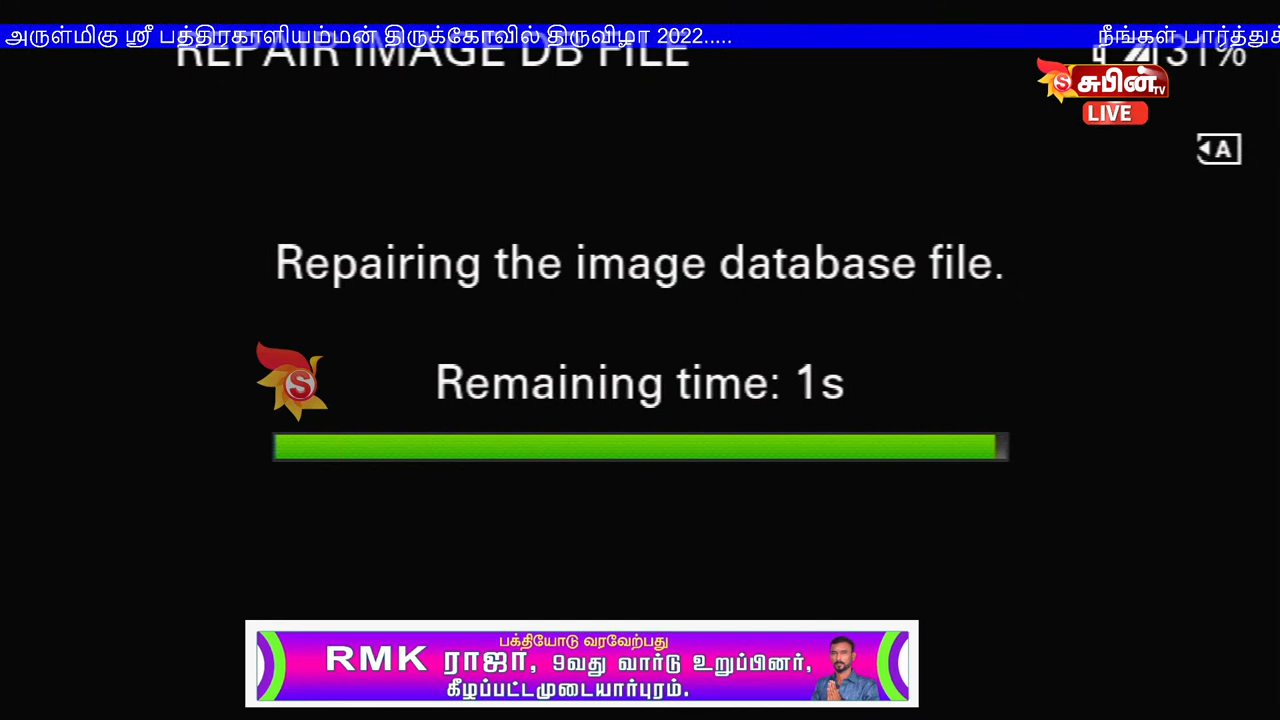 அருள்மிகு ஸ்ரீ பத்திரகாளியம்மன் திருக்கோவில் திருவிழா 2022.....
நீங்கள்
REPAIR IMAGE DB FILE
31%
S சுபின் TV
LIVE
A
Repairing the image database file.
S
Remaining time: 1s
பக்தியோடு வரவேற்பது
RMK ராஜா, 9வது வார்டு உறுப்பினர்,
கீழப்பட்டமுடையார்புரம்.